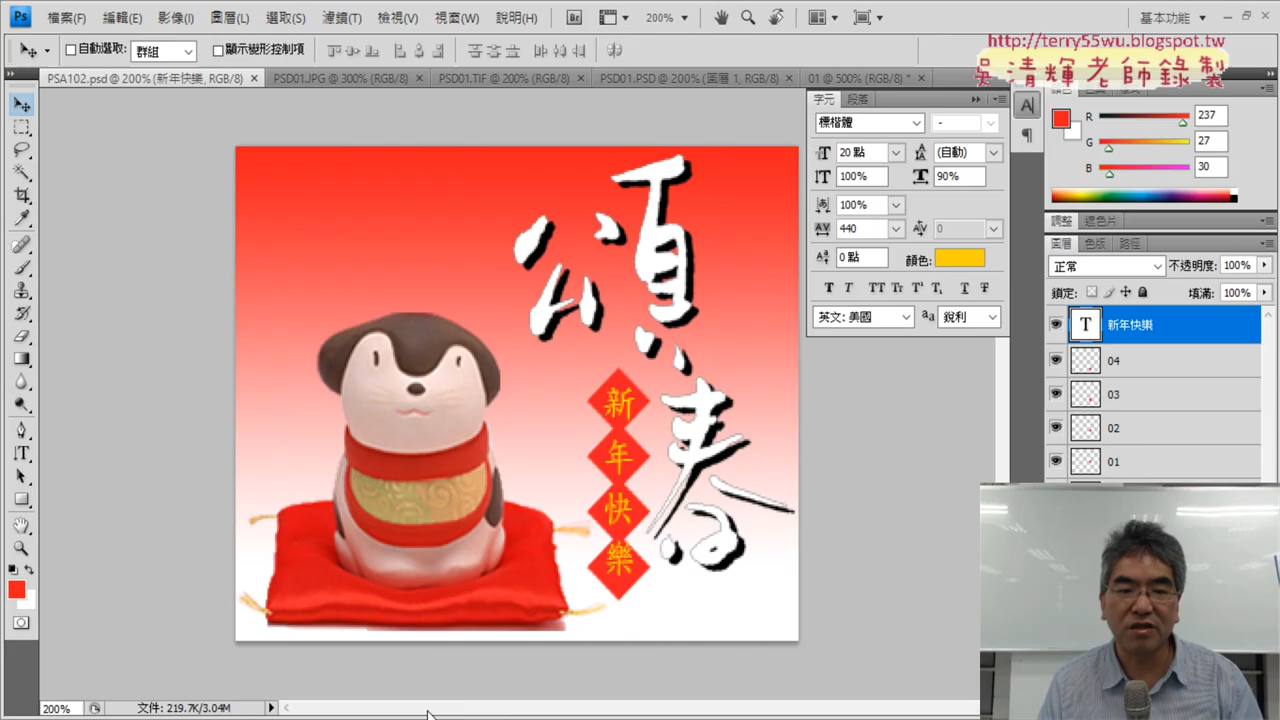 Ps 檔案(F) 編輯(E) 影像(I) 圖層(L) 選取(S) 濾鏡(T) 檢視(V) 視窗(W) 說明(H) Br 200% 基本功能
http://terry55wu.blogspot.tw
吳清輝老師錄製
自動選取: 群組 顯示變形控制項
PSA102.psd @ 200% (新年快樂, RGB/8) PSD01.JPG @ 300% (RGB/8) PSD01.TIF @ 200% (RGB/8) PSD01.PSD @ 200% (圖層 1, RGB/8) 01 @ 500% (RGB/8) *
字元 段落
標楷體 -
20 點 (自動)
100% 90%
100%
440 0
0 點 顏色:
英文: 美國 銳利
R 237
G 27
B 30
調整 遮色片
圖層 色版 路徑
正常 不透明度: 100%
鎖定: 填滿: 100%
新年快樂
04
03
02
01
頌春
新
年
快
樂
200% 文件: 219.7K/3.04M